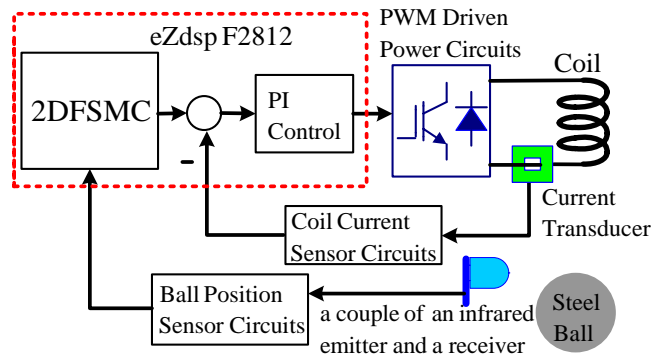 eZdsp F2812
PWM Driven
Power Circuits
Coil
2DFSMC
PI
Control
-
Current
Transducer
Coil Current
Sensor Circuits
Ball Position
Sensor Circuits
a couple of an infrared
emitter and a receiver
Steel
Ball